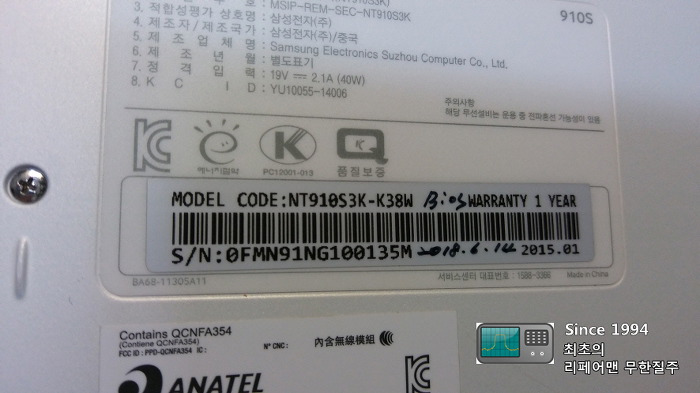 MSIP-REM-SEC-NT910S3K
910S
3. 적합성평가 상호명 : 삼성전자(주)
4. 제조자 / 제조국가 : 삼성전자(주)/중국
5. 제 조 업 체 명 : Samsung Electronics Suzhou Computer Co., Ltd.
6. 제 조 년 월 : 별도표기
7. 정 격 입 력 : 19V 2.1A (40W)
8. K C I D : YU10055-14006
주의사항
해당 무선설비는 운용 중 전파혼신 가능성이 있음
에너지절약
PC12001-013
품질보증
MODEL CODE:NT910S3K-K38W Bios WARRANTY 1 YEAR
S/N:0FMN91NG100135M 2018.6.14 2015.01
BA68-11305A11
서비스센터 대표번호 : 1588-3366
Made in China
Contains QCNFA354
(Contiene QCNFA354)
FCC ID : PPD-QCNFA354 IC :
N° CNC :
內含無線模組
ANATEL
Since 1994
최초의
리페어맨 무한질주